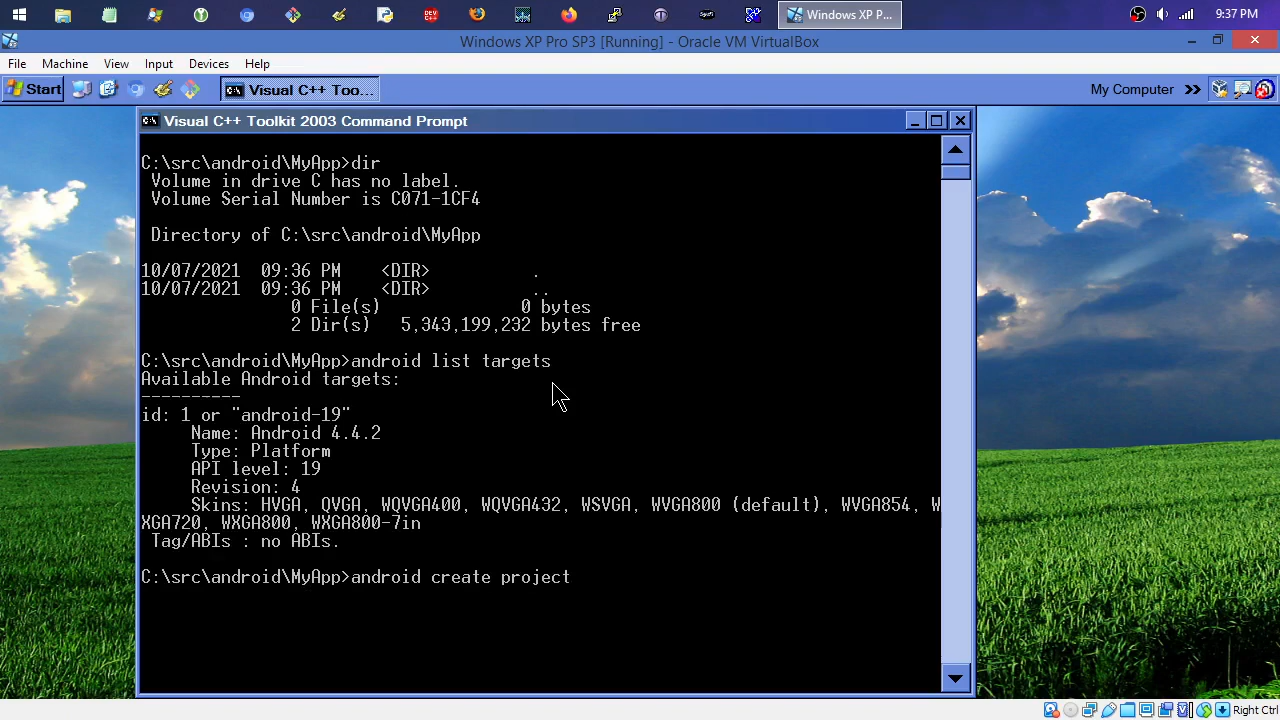 Windows XP P...
9:37 PM
Windows XP Pro SP3 [Running] - Oracle VM VirtualBox
File Machine View Input Devices Help
Start
Visual C++ Too...
My Computer
Visual C++ Toolkit 2003 Command Prompt
C:\src\android\MyApp>dir
Volume in drive C has no label.
Volume Serial Number is C071-1CF4
Directory of C:\src\android\MyApp
10/07/2021 09:36 PM <DIR> .
10/07/2021 09:36 PM <DIR> ..
0 File(s) 0 bytes
2 Dir(s) 5,343,199,232 bytes free
C:\src\android\MyApp>android list targets
Available Android targets:
----------
id: 1 or "android-19"
Name: Android 4.4.2
Type: Platform
API level: 19
Revision: 4
Skins: HVGA, QVGA, WQVGA400, WQVGA432, WSVGA, WVGA800 (default), WVGA854, W
XGA720, WXGA800, WXGA800-7in
Tag/ABIs : no ABIs.
C:\src\android\MyApp>android create project
Right Ctrl